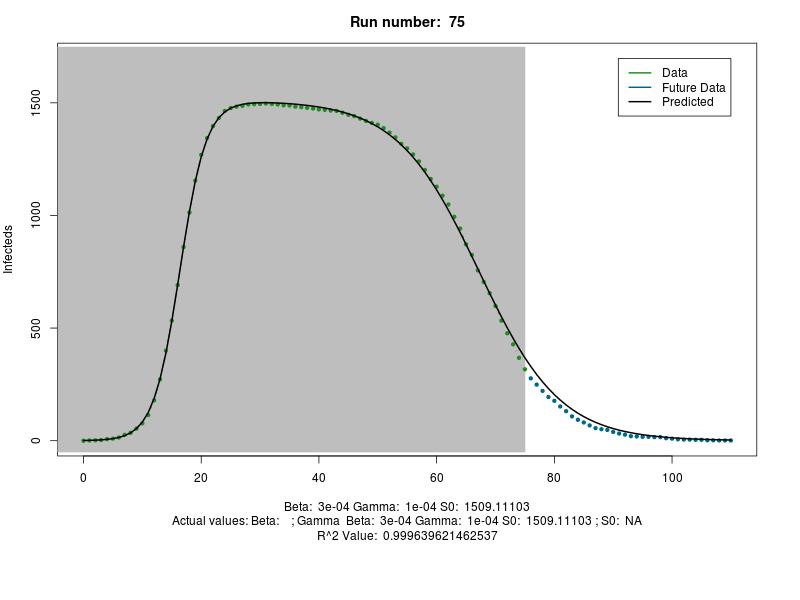 Run number: 75
Data
Future Data
Predicted
Infecteds
1500
1000
500
0
0 20 40 60 80 100
Beta: 3e-04 Gamma: 1e-04 S0: 1509.11103
Actual values: Beta: ; Gamma Beta: 3e-04 Gamma: 1e-04 S0: 1509.11103 ; S0: NA
R^2 Value: 0.999639621462537